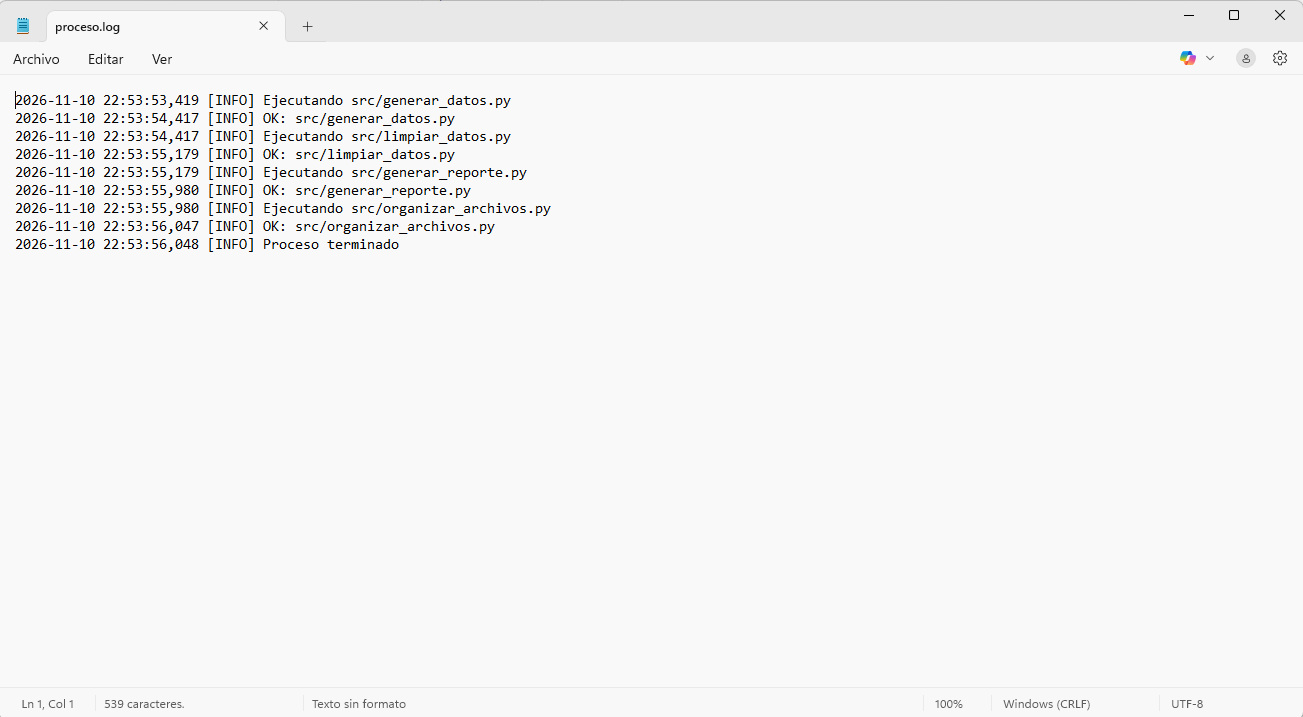 proceso.log
Archivo Editar Ver
2026-11-10 22:53:53,419 [INFO] Ejecutando src/generar_datos.py
2026-11-10 22:53:54,417 [INFO] OK: src/generar_datos.py
2026-11-10 22:53:54,417 [INFO] Ejecutando src/limpiar_datos.py
2026-11-10 22:53:55,179 [INFO] OK: src/limpiar_datos.py
2026-11-10 22:53:55,179 [INFO] Ejecutando src/generar_reporte.py
2026-11-10 22:53:55,980 [INFO] OK: src/generar_reporte.py
2026-11-10 22:53:55,980 [INFO] Ejecutando src/organizar_archivos.py
2026-11-10 22:53:56,047 [INFO] OK: src/organizar_archivos.py
2026-11-10 22:53:56,048 [INFO] Proceso terminado
Ln 1, Col 1 539 caracteres. Texto sin formato 100% Windows (CRLF) UTF-8